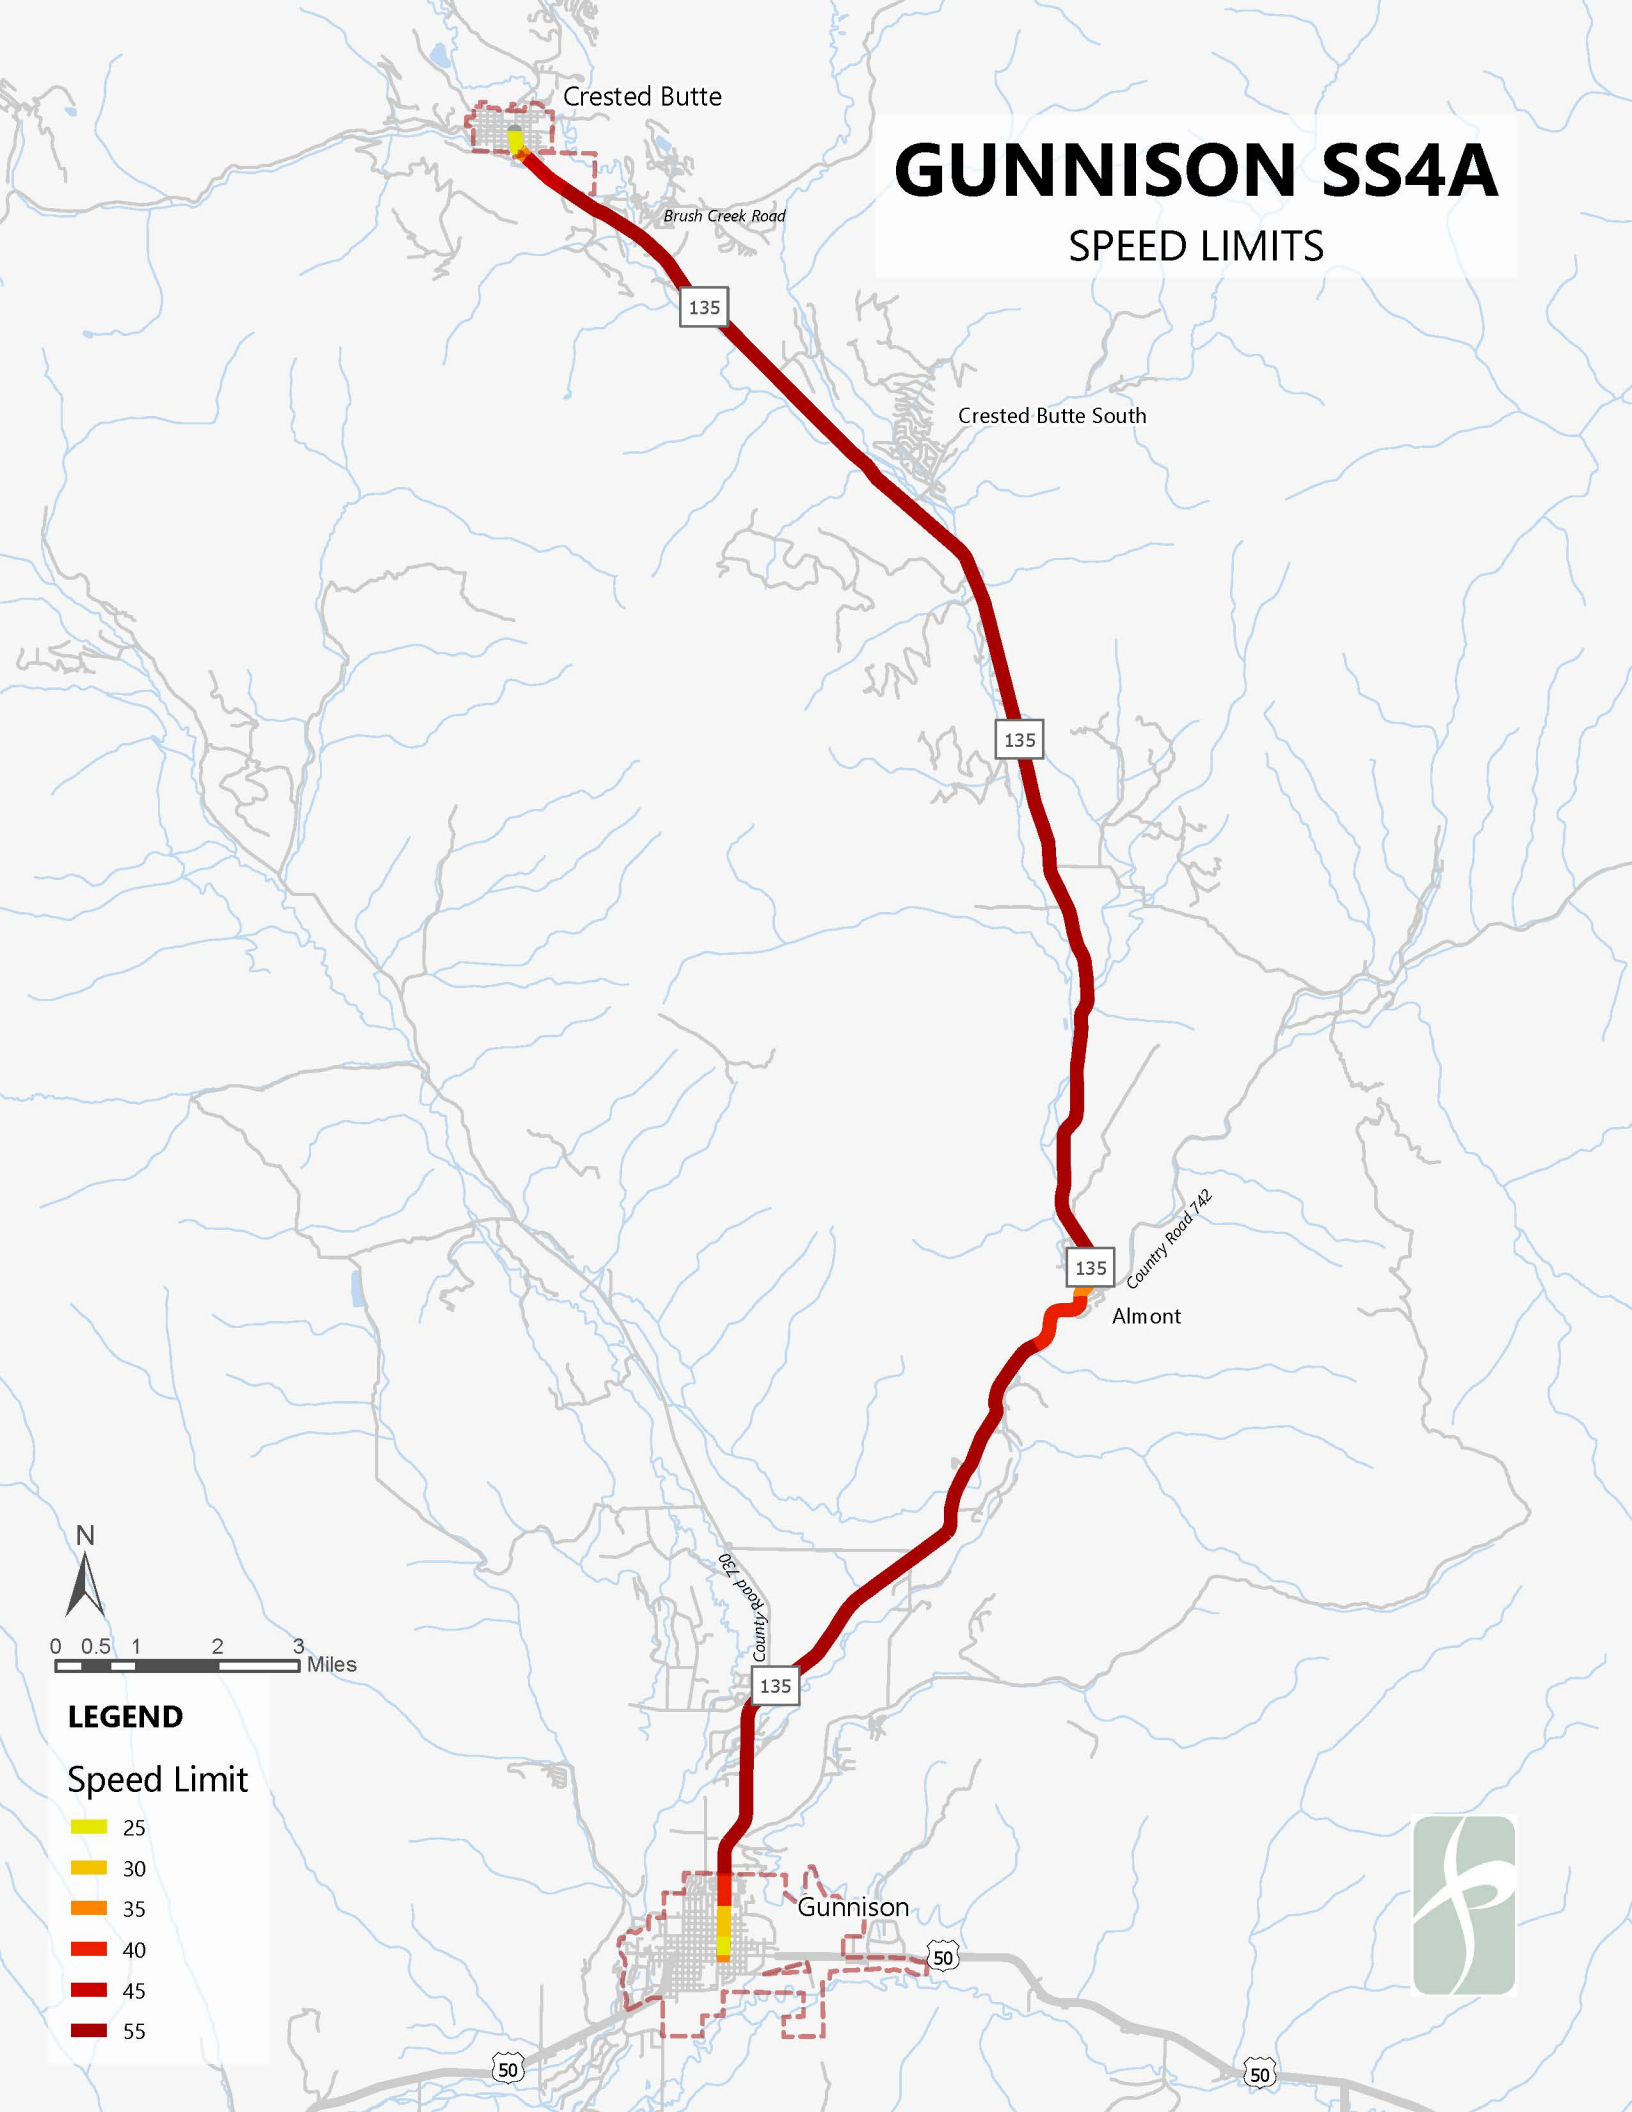 Crested Butte
GUNNISON SS4A
SPEED LIMITS
Brush Creek Road
135
Crested Butte South
135
Country Road 742
135
Almont
County Road 730
N
0 0.5 1 2 3
Miles
135
LEGEND
Speed Limit
25
30
35
40
45
55
Gunnison
50
50
50